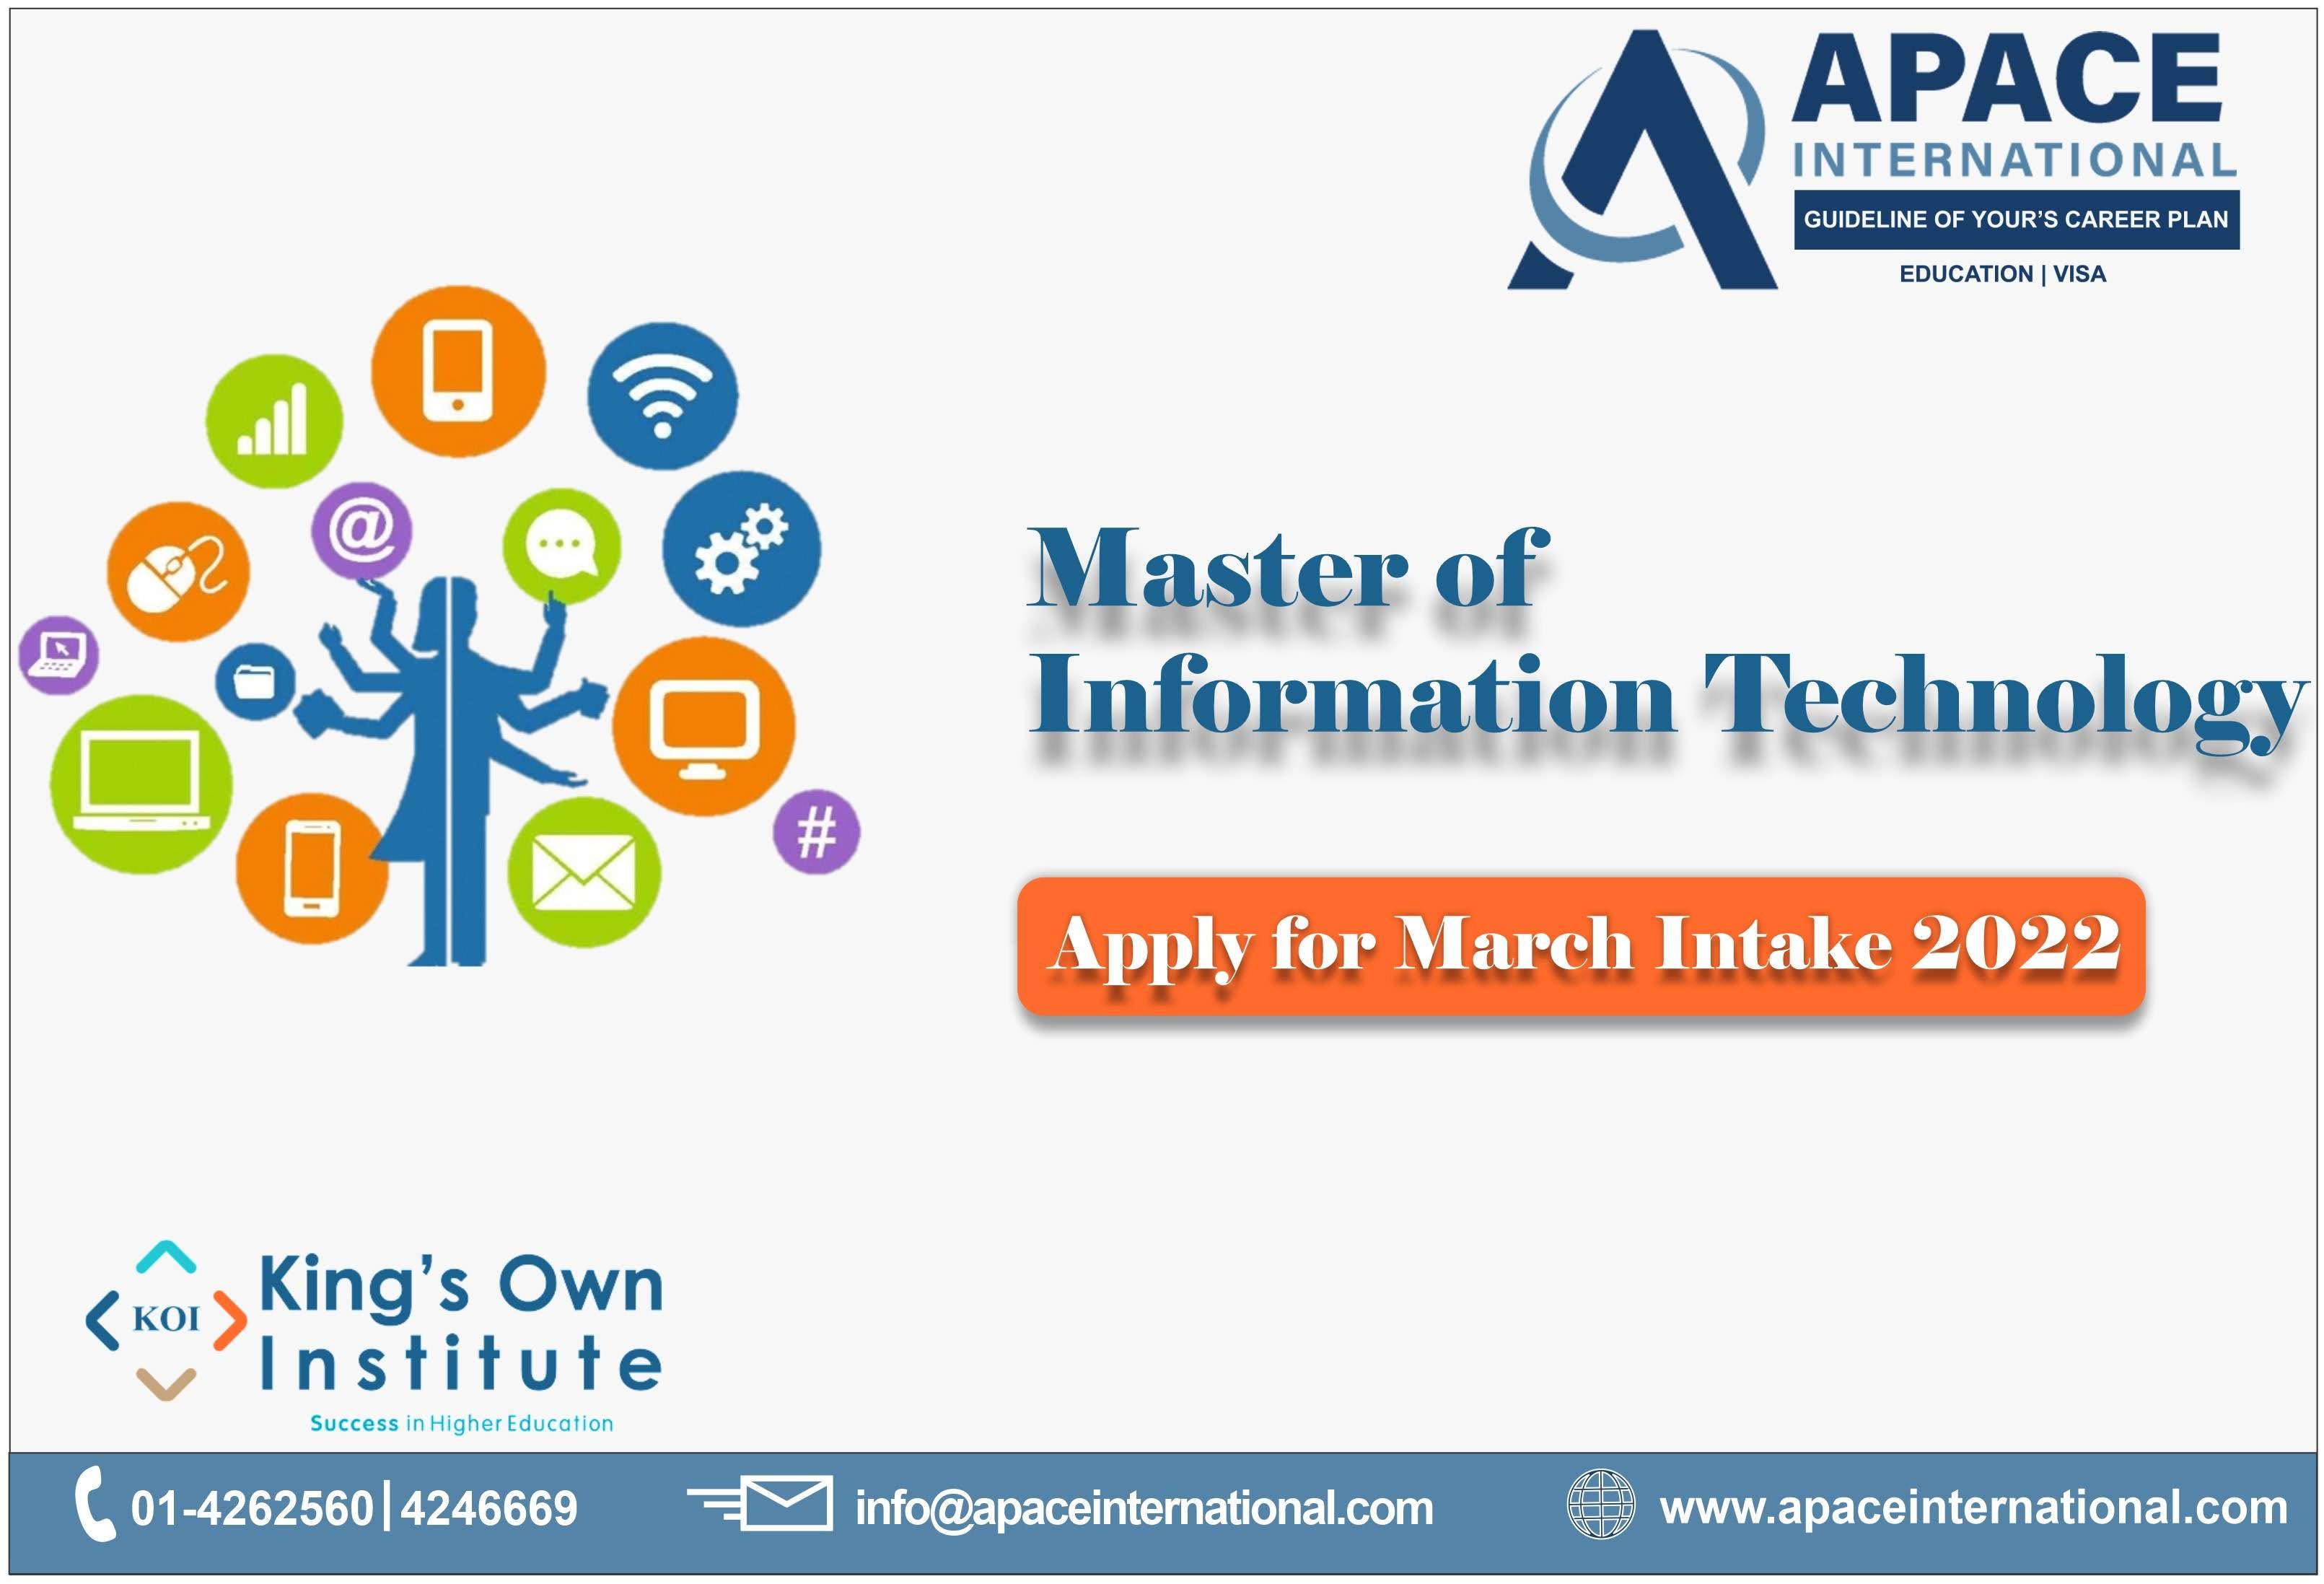 APACE
INTERNATIONAL
GUIDELINE OF YOUR'S CAREER PLAN
EDUCATION | VISA
@
#
Master of
Information Technology
Apply for March Intake 2022
KOI
King's Own
Institute
Success in Higher Education
01-4262560|4246669
info@apaceinternational.com
www.apaceinternational.com